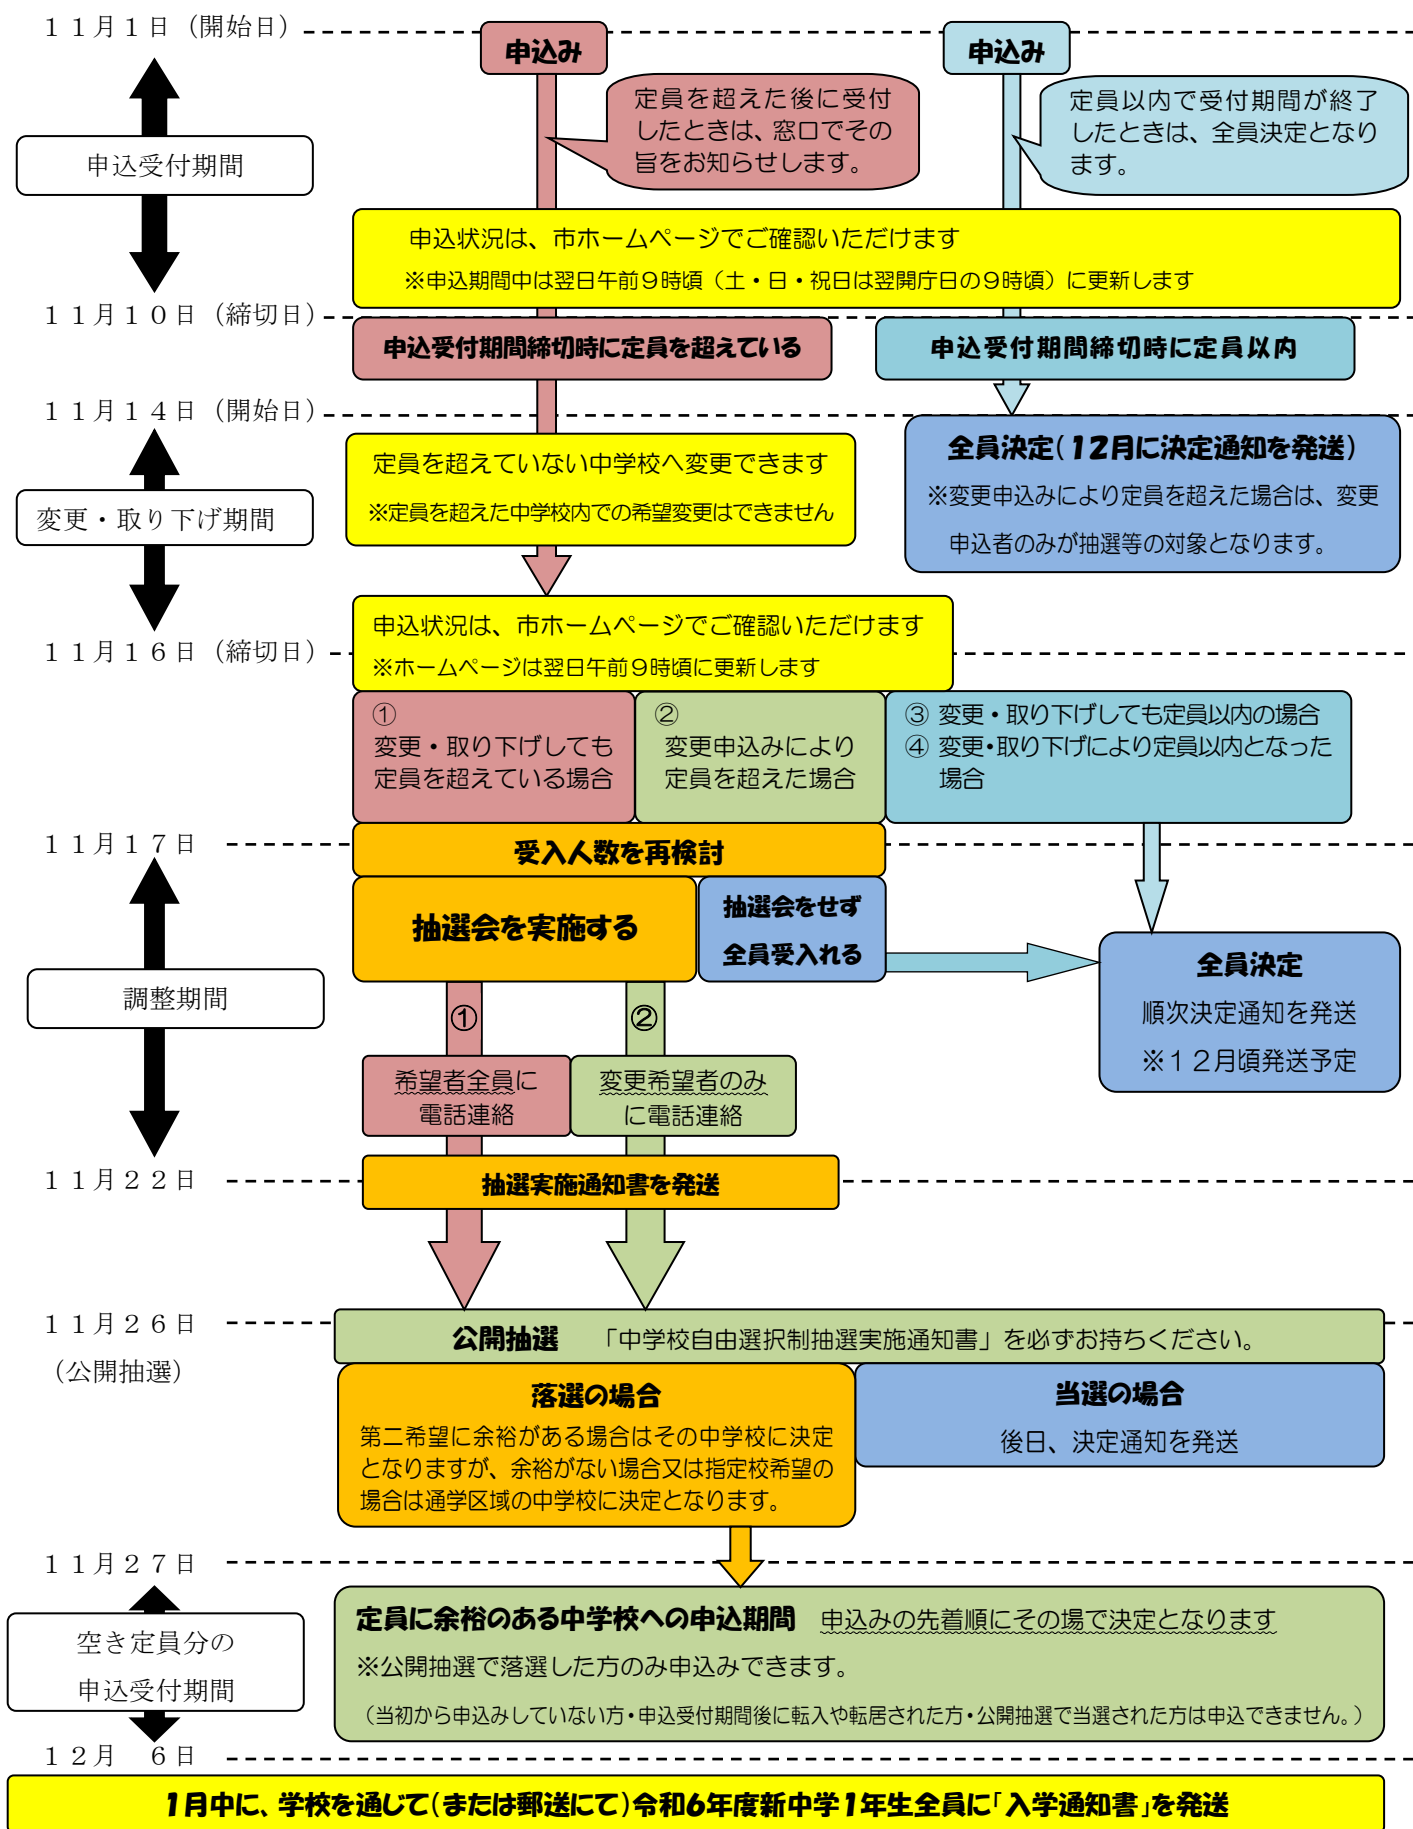 １１月１日（開始日）
申込み
申込み
定員を超えた後に受付
したときは、窓口でその
旨をお知らせします。
定員以内で受付期間が終了
したときは、全員決定となり
ます。
申込受付期間
申込状況は、市ホームページでご確認いただけます
※申込期間中は翌日午前９時頃（土・日・祝日は翌開庁日の９時頃）に更新します
１１月１０日（締切日）
申込受付期間締切時に定員を超えている
申込受付期間締切時に定員以内
１１月１４日（開始日）
定員を超えていない中学校へ変更できます
※定員を超えた中学校内での希望変更はできません
全員決定(１２月に決定通知を発送)
※変更申込みにより定員を超えた場合は、変更
申込者のみが抽選等の対象となります。
変更・取り下げ期間
申込状況は、市ホームページでご確認いただけます
※ホームページは翌日午前９時頃に更新します
１１月１６日（締切日）
①
変更・取り下げしても
定員を超えている場合
②
変更申込みにより
定員を超えた場合
③ 変更・取り下げしても定員以内の場合
④ 変更・取り下げにより定員以内となった
場合
１１月１７日
受入人数を再検討
抽選会を実施する
抽選会をせず
全員受入れる
全員決定
順次決定通知を発送
※１２月頃発送予定
調整期間
①
②
希望者全員に
電話連絡
変更希望者のみ
に電話連絡
１１月２２日
抽選実施通知書を発送
１１月２６日
（公開抽選）
公開抽選 「中学校自由選択制抽選実施通知書」を必ずお持ちください。
落選の場合
第二希望に余裕がある場合はその中学校に決定
となりますが、余裕がない場合又は指定校希望の
場合は通学区域の中学校に決定となります。
当選の場合
後日、決定通知を発送
１１月２７日
空き定員分の
申込受付期間
定員に余裕のある中学校への申込期間 申込みの先着順にその場で決定となります
※公開抽選で落選した方のみ申込みできます。
（当初から申込みしていない方・申込受付期間後に転入や転居された方・公開抽選で当選された方は申込できません。）
１２月　６日
１月中に、学校を通じて(または郵送にて)令和６年度新中学１年生全員に「入学通知書」を発送